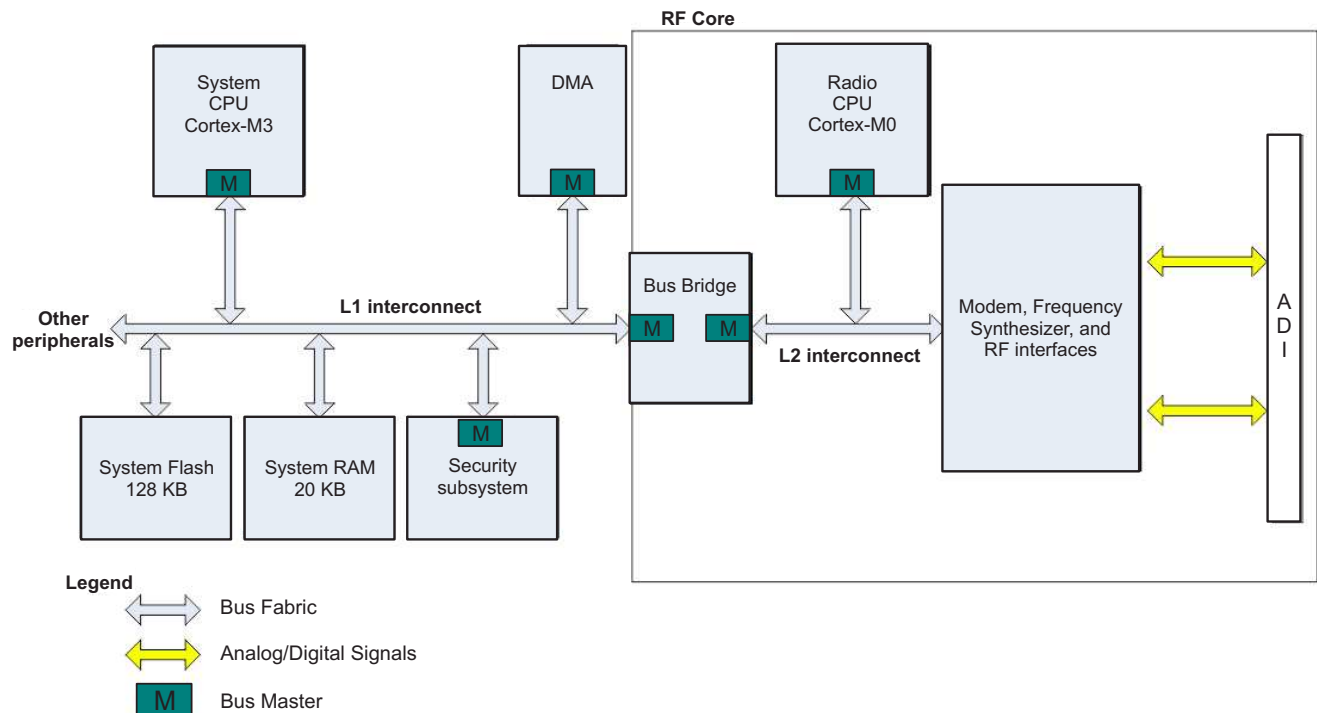 RF Core
System
CPU
Cortex-M3
M
DMA
M
Radio
CPU
Cortex-M0
M
Other
peripherals
L1 interconnect
Bus Bridge
M
M
L2 interconnect
Modem, Frequency
Synthesizer, and
RF interfaces
A
D
I
System Flash
128 KB
System RAM
20 KB
M
Security
subsystem
Legend
Bus Fabric
Analog/Digital Signals
M
Bus Master